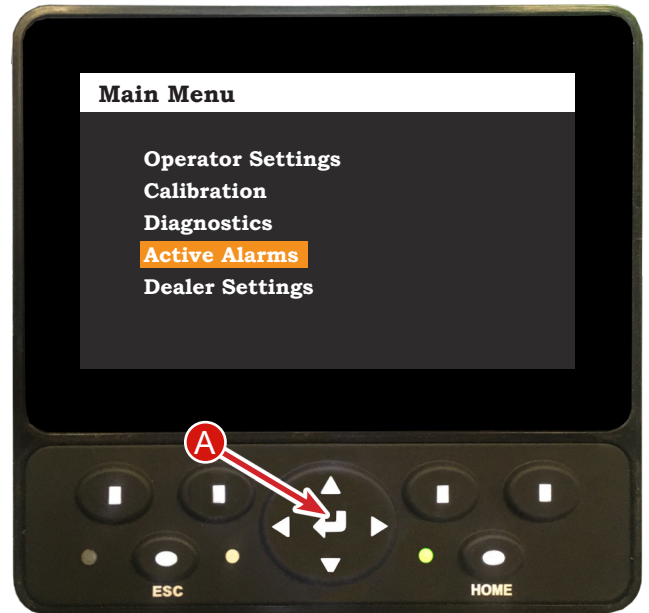 Main Menu
Operator Settings
Calibration
Diagnostics
Active Alarms
Dealer Settings
A
ESC
HOME